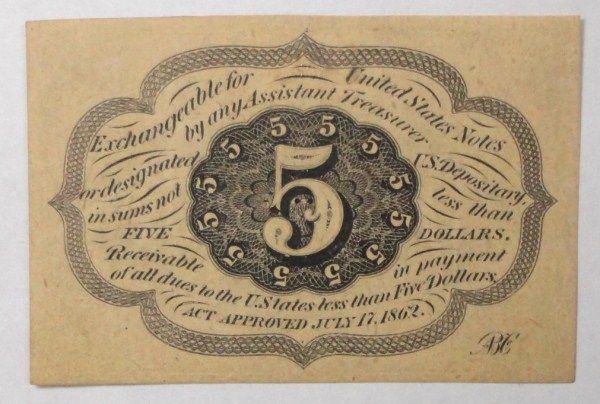 Exchangeable for United States Notes
by any Assistant Treasurer
or designated U.S. Depositary,
in sums not less than
FIVE DOLLARS.
Receivable in payment
of all dues to the U. States less than Five Dollars,
(ACT APPROVED JULY 17, 1862.)
5
5 5 5 5 5 5 5 5 5 5 5 5
ABC